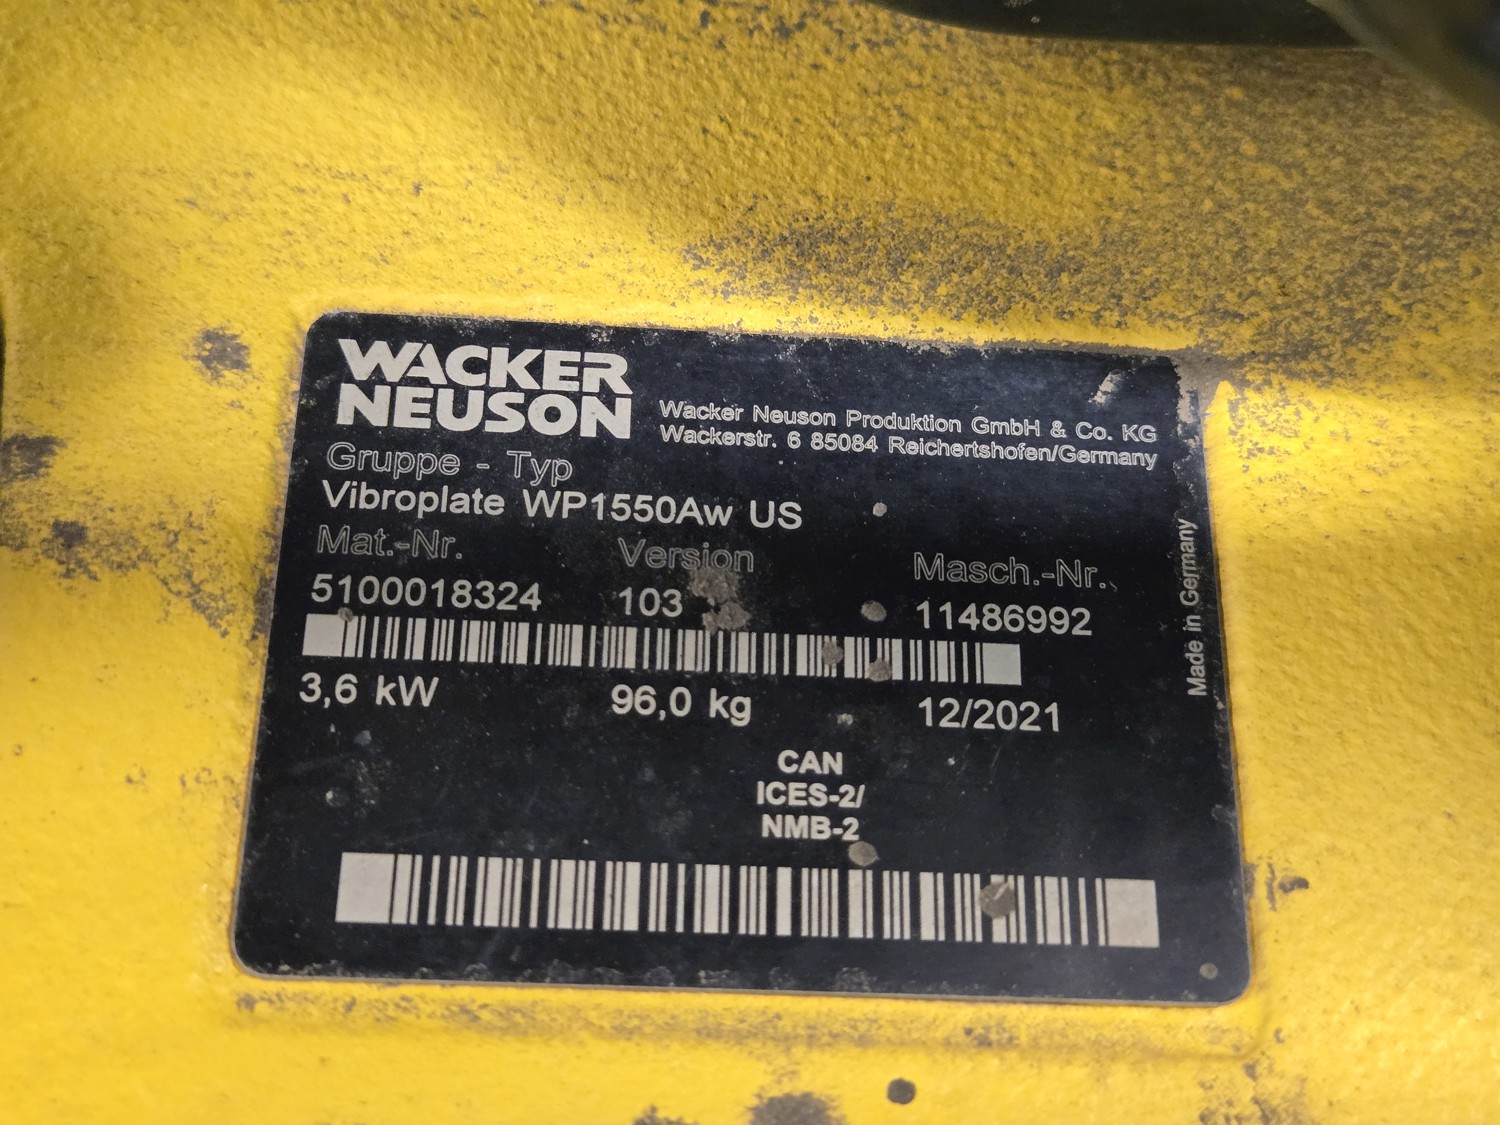 WACKER
NEUSON
Wacker Neuson Produktion GmbH & Co. KG
Wackerstr. 6 85084 Reichertshofen/Germany
Gruppe - Typ
Vibroplate WP1550Aw US
Mat.-Nr. Version Masch.-Nr.
5100018324 103 11486992
3,6 kW 96,0 kg 12/2021
CAN
ICES-2/
NMB-2
Made in Germany